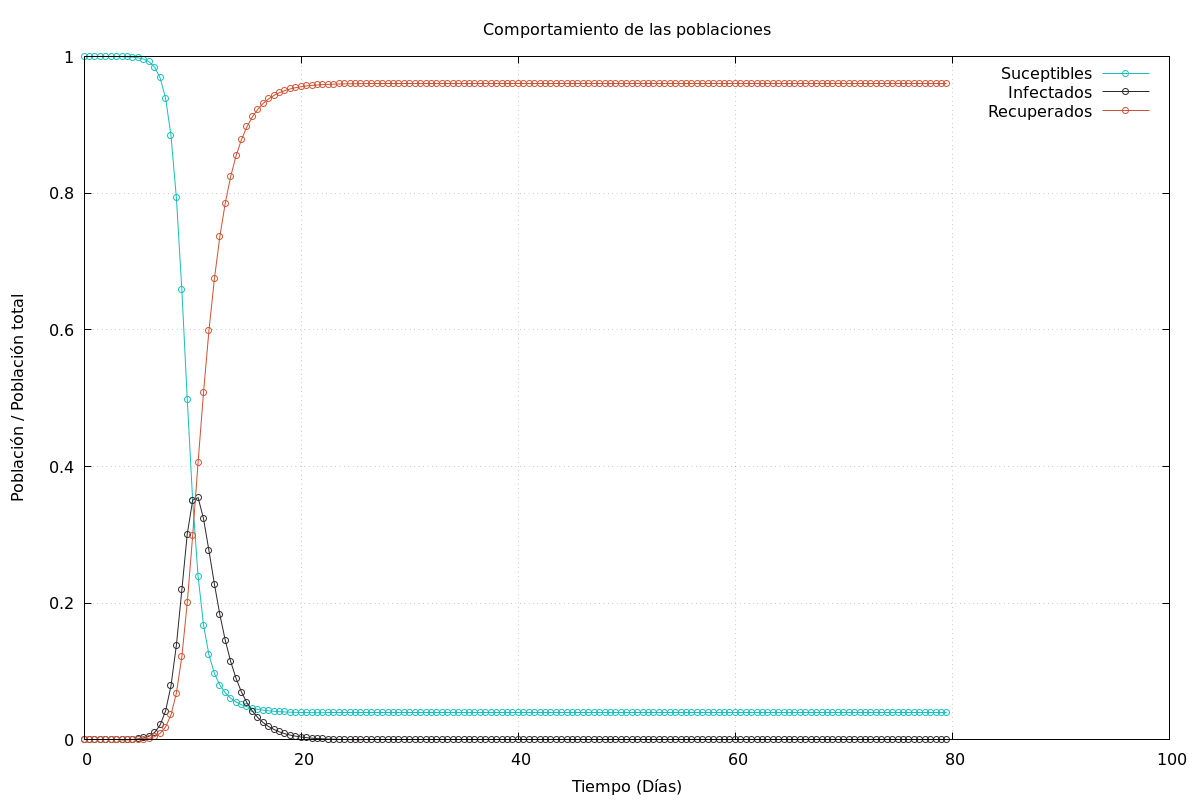 Comportamiento de las poblaciones
Suceptibles
Infectados
Recuperados
Población / Población total
1
0.8
0.6
0.4
0.2
0
0 20 40 60 80 100
Tiempo (Días)